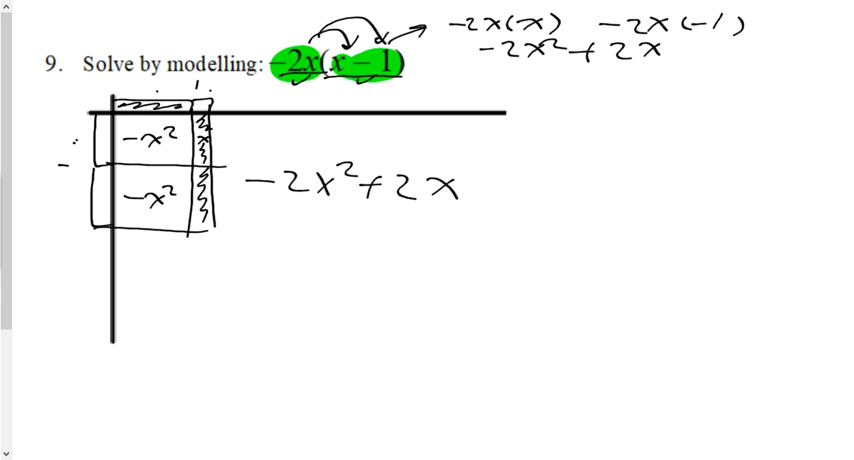 -2x(x) -2x(-1)
9. Solve by modelling: -2x(x - 1)
-2x² + 2x
-x²
x
-x²
-2x² + 2x